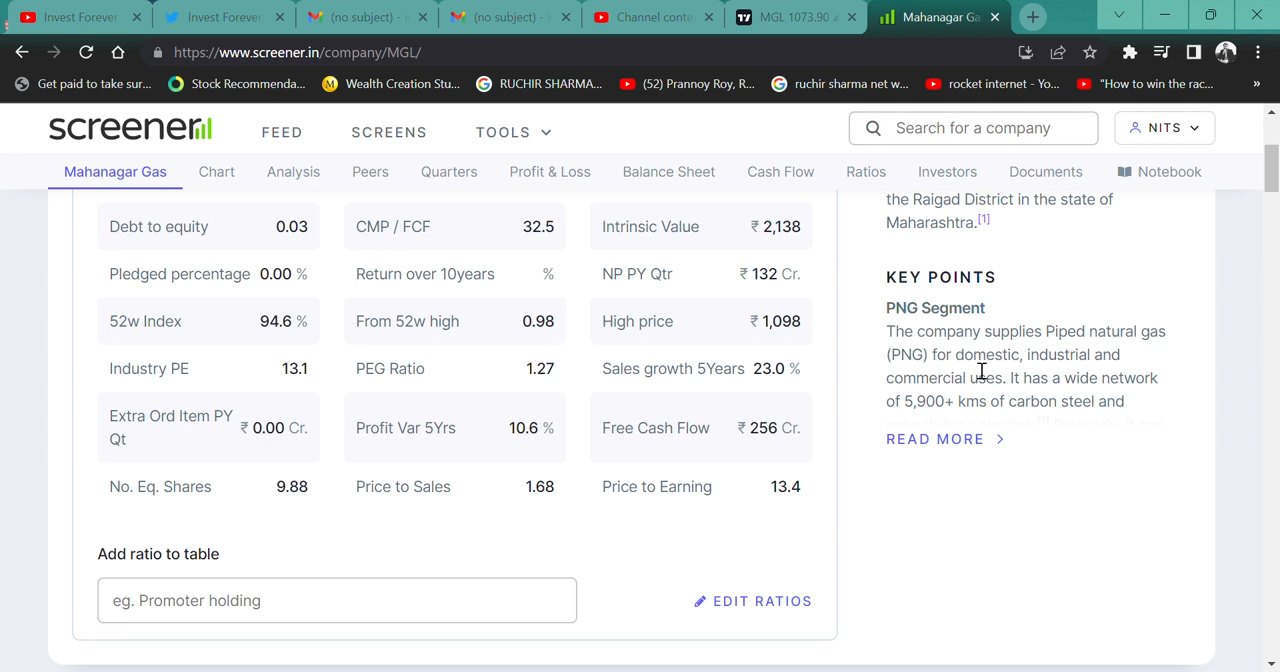 Invest Forever
Invest Forever
(no subject) -
(no subject) -
Channel conte
MGL 1073.90
Mahanagar Ga
https://www.screener.in/company/MGL/
Get paid to take sur...
Stock Recommenda...
Wealth Creation Stu...
RUCHIR SHARMA...
(52) Prannoy Roy, R...
ruchir sharma net w...
rocket internet - Yo...
"How to win the rac...
»
screener
FEED
SCREENS
TOOLS
Search for a company
NITS
Mahanagar Gas
Chart
Analysis
Peers
Quarters
Profit & Loss
Balance Sheet
Cash Flow
Ratios
Investors
Documents
Notebook
Debt to equity 0.03
CMP / FCF 32.5
Intrinsic Value ₹ 2,138
Pledged percentage 0.00 %
Return over 10years %
NP PY Qtr ₹ 132 Cr.
52w Index 94.6 %
From 52w high 0.98
High price ₹ 1,098
Industry PE 13.1
PEG Ratio 1.27
Sales growth 5Years 23.0 %
Extra Ord Item PY
Qt ₹ 0.00 Cr.
Profit Var 5Yrs 10.6 %
Free Cash Flow ₹ 256 Cr.
No. Eq. Shares 9.88
Price to Sales 1.68
Price to Earning 13.4
Add ratio to table
eg. Promoter holding
EDIT RATIOS
the Raigad District in the state of
Maharashtra.[1]
KEY POINTS
PNG Segment
The company supplies Piped natural gas
(PNG) for domestic, industrial and
commercial uses. It has a wide network
of 5,900+ kms of carbon steel and
READ MORE >